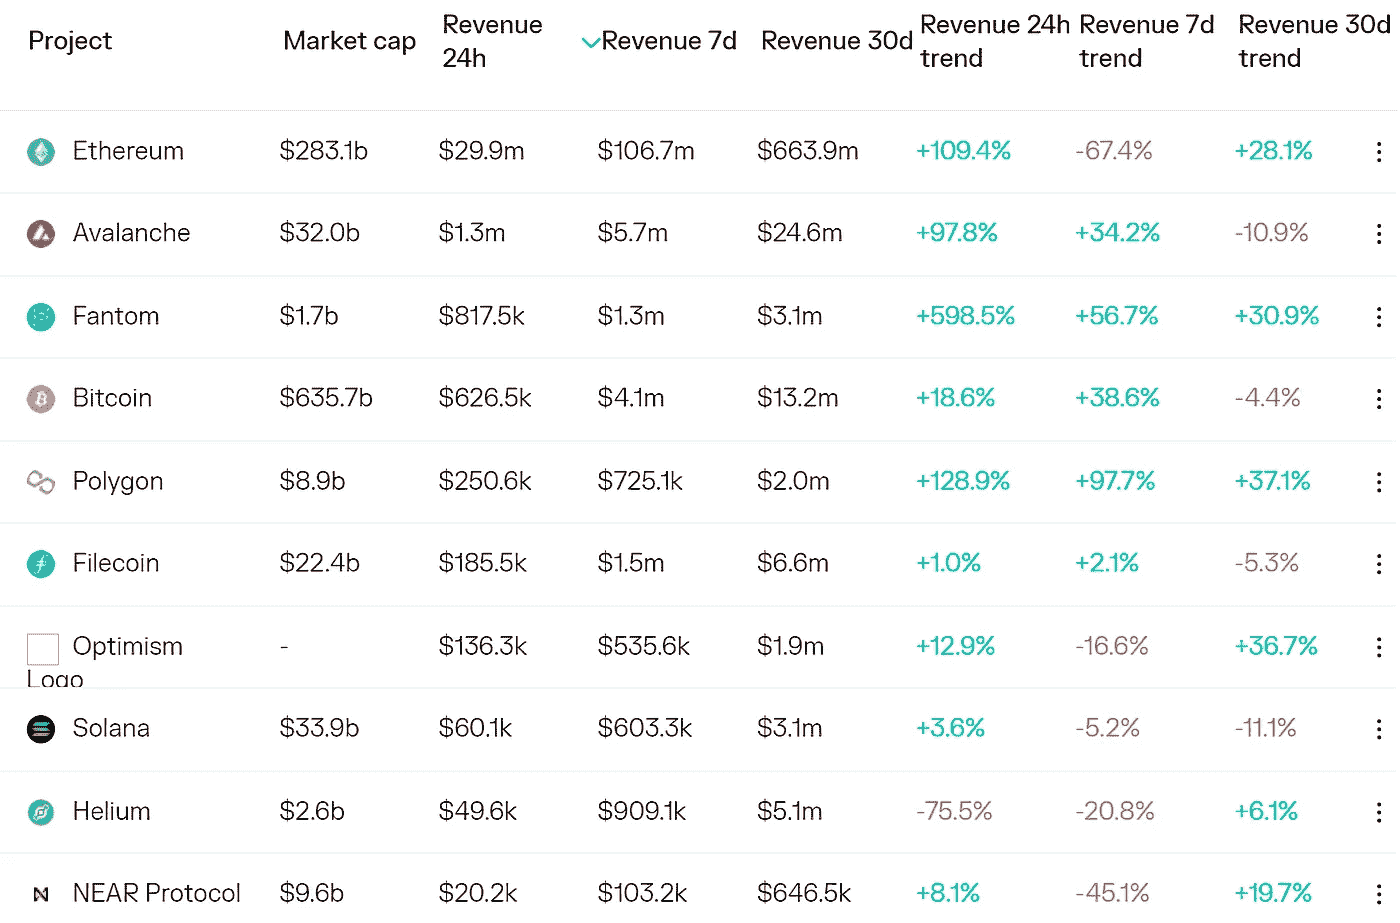 Project Market cap Revenue 24h Revenue 7d Revenue 30d Revenue 24h trend Revenue 7d trend Revenue 30d trend
Ethereum $283.1b $29.9m $106.7m $663.9m +109.4% -67.4% +28.1%
Avalanche $32.0b $1.3m $5.7m $24.6m +97.8% +34.2% -10.9%
Fantom $1.7b $817.5k $1.3m $3.1m +598.5% +56.7% +30.9%
Bitcoin $635.7b $626.5k $4.1m $13.2m +18.6% +38.6% -4.4%
Polygon $8.9b $250.6k $725.1k $2.0m +128.9% +97.7% +37.1%
Filecoin $22.4b $185.5k $1.5m $6.6m +1.0% +2.1% -5.3%
Optimism - $136.3k $535.6k $1.9m +12.9% -16.6% +36.7%
Logo
Solana $33.9b $60.1k $603.3k $3.1m +3.6% -5.2% -11.1%
Helium $2.6b $49.6k $909.1k $5.1m -75.5% -20.8% +6.1%
NEAR Protocol $9.6b $20.2k $103.2k $646.5k +8.1% -45.1% +19.7%